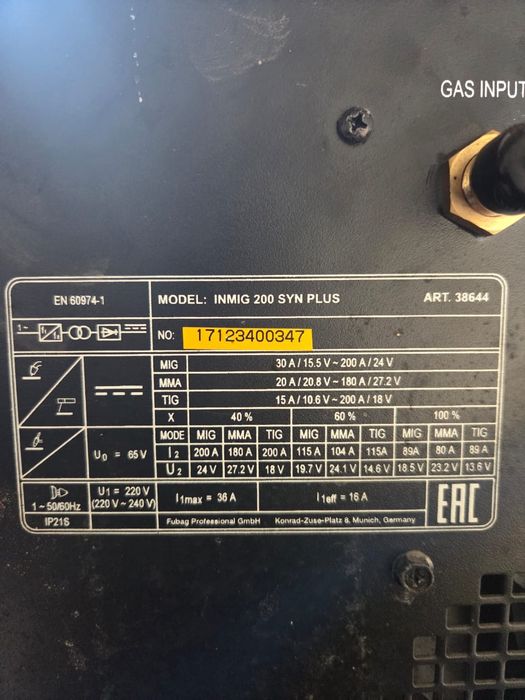 GAS INPUT
EN 60974-1
MODEL: INMIG 200 SYN PLUS ART. 38644
1~
NO: 17123400347
MIG 30 A / 15.5 V ~ 200 A / 24 V
MMA 20 A / 20.8 V ~ 180 A / 27.2 V
TIG 15 A / 10.6 V ~ 200 A / 18 V
X 40 % 60 % 100 %
MODE MIG MMA TIG MIG MMA TIG MIG MMA TIG
U0 = 65V
I2 200 A 180 A 200 A 115 A 104 A 115A 89A 80 A 89 A
U2 24 V 27.2 V 18 V 19.7 V 24.1 V 14.6 V 18.5 V 23.2 V 13.6 V
1~50/60Hz
U1 = 220 V
(220 V ~ 240 V)
I1max = 36 A I1eff = 16 A
IP21S
Fubag Professional GmbH Konrad-Zuse-Platz 8, Munich, Germany
EAC